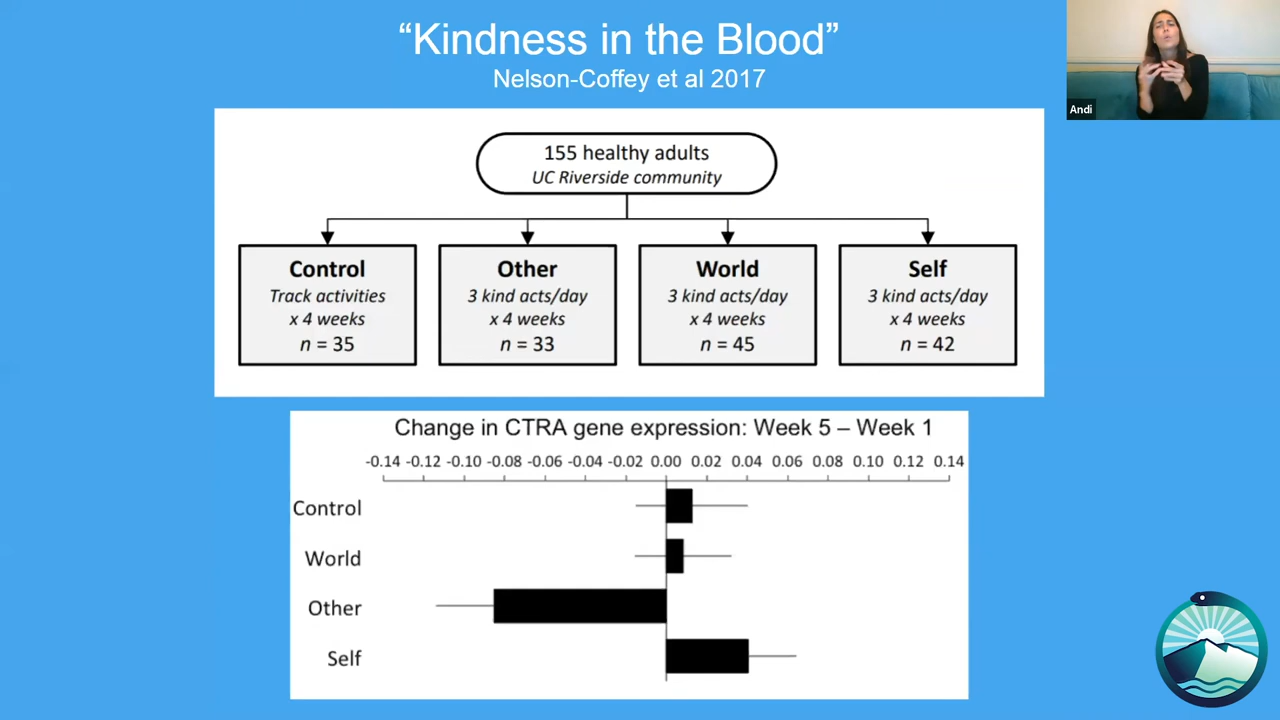 “Kindness in the Blood”
Nelson-Coffey et al 2017
Andi
155 healthy adults
UC Riverside community
Control
Track activities
x 4 weeks
n = 35
Other
3 kind acts/day
x 4 weeks
n = 33
World
3 kind acts/day
x 4 weeks
n = 45
Self
3 kind acts/day
x 4 weeks
n = 42
Change in CTRA gene expression: Week 5 – Week 1
-0.14 -0.12 -0.10 -0.08 -0.06 -0.04 -0.02 0.00 0.02 0.04 0.06 0.08 0.10 0.12 0.14
Control
World
Other
Self